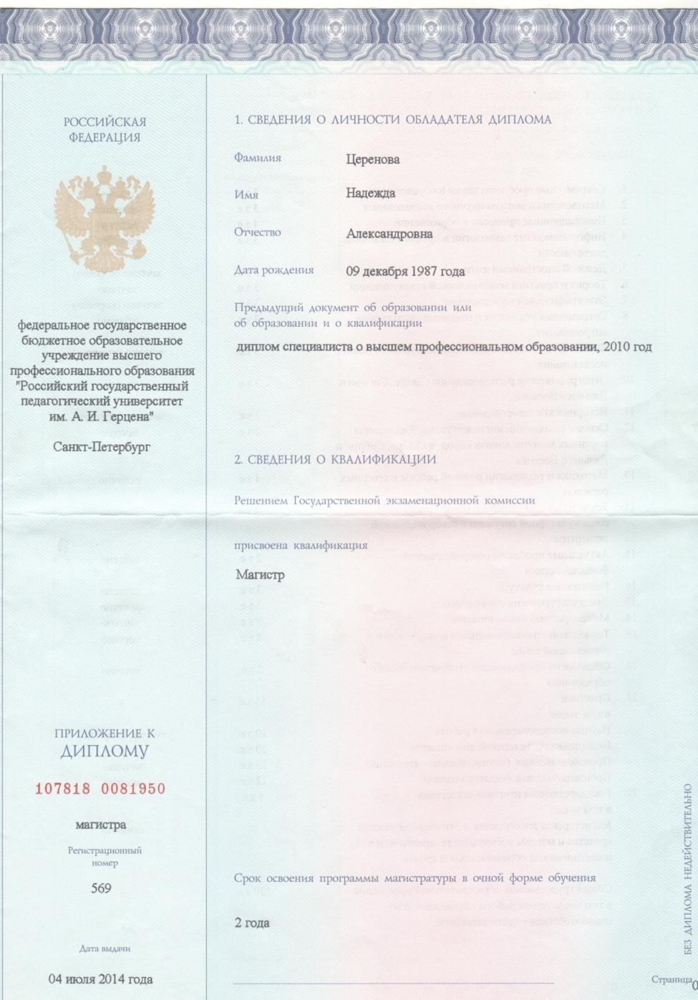 РОССИЙСКАЯ
ФЕДЕРАЦИЯ
федеральное государственное
бюджетное образовательное
учреждение высшего
профессионального образования
"Российский государственный
педагогический университет
им. А. И. Герцена"
Санкт-Петербург
ПРИЛОЖЕНИЕ К
ДИПЛОМУ
107818 0081950
магистра
Регистрационный
номер
569
Дата выдачи
04 июля 2014 года
1. СВЕДЕНИЯ О ЛИЧНОСТИ ОБЛАДАТЕЛЯ ДИПЛОМА
Фамилия Церенова
Имя Надежда
Отчество Александровна
Дата рождения 09 декабря 1987 года
Предыдущий документ об образовании или
об образовании и о квалификации
диплом специалиста о высшем профессиональном образовании, 2010 год
2. СВЕДЕНИЯ О КВАЛИФИКАЦИИ
Решением Государственной экзаменационной комиссии
присвоена квалификация
Магистр
Срок освоения программы магистратуры в очной форме обучения
2 года
БЕЗ ДИПЛОМА НЕДЕЙСТВИТЕЛЬНО
Страница